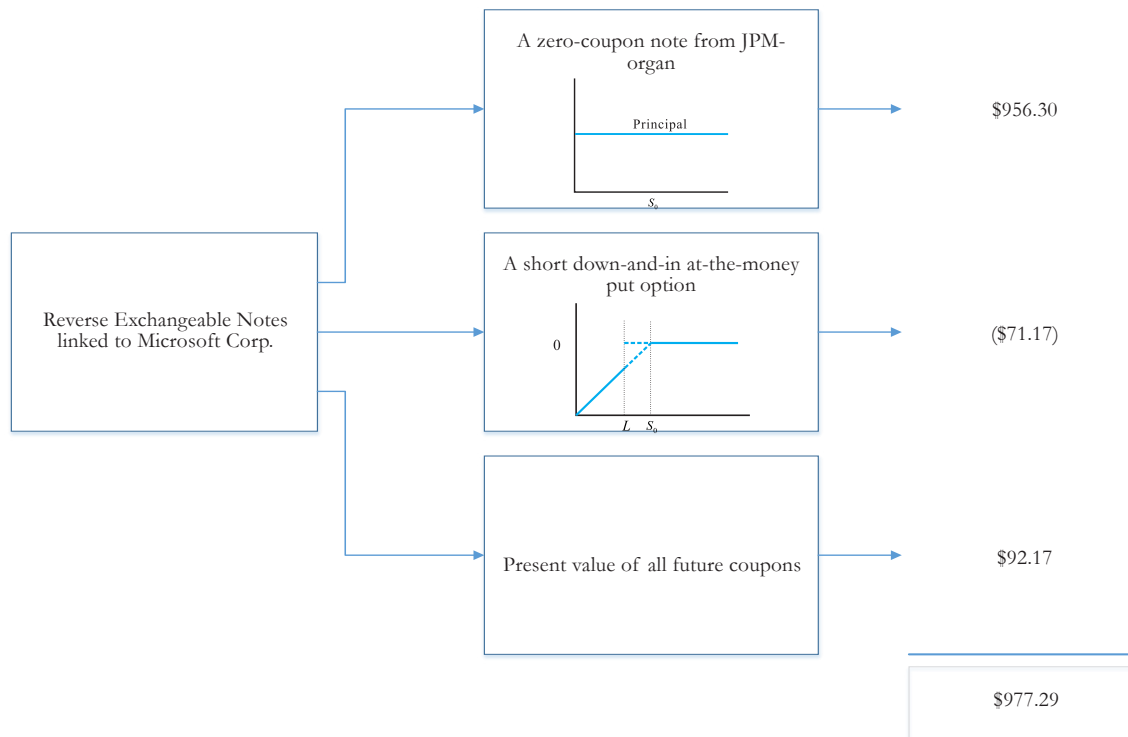 A zero-coupon note from JPM-
organ
Principal
S₀
$956.30
Reverse Exchangeable Notes
linked to Microsoft Corp.
A short down-and-in at-the-money
put option
0
L S₀
($71.17)
Present value of all future coupons
$92.17
$977.29